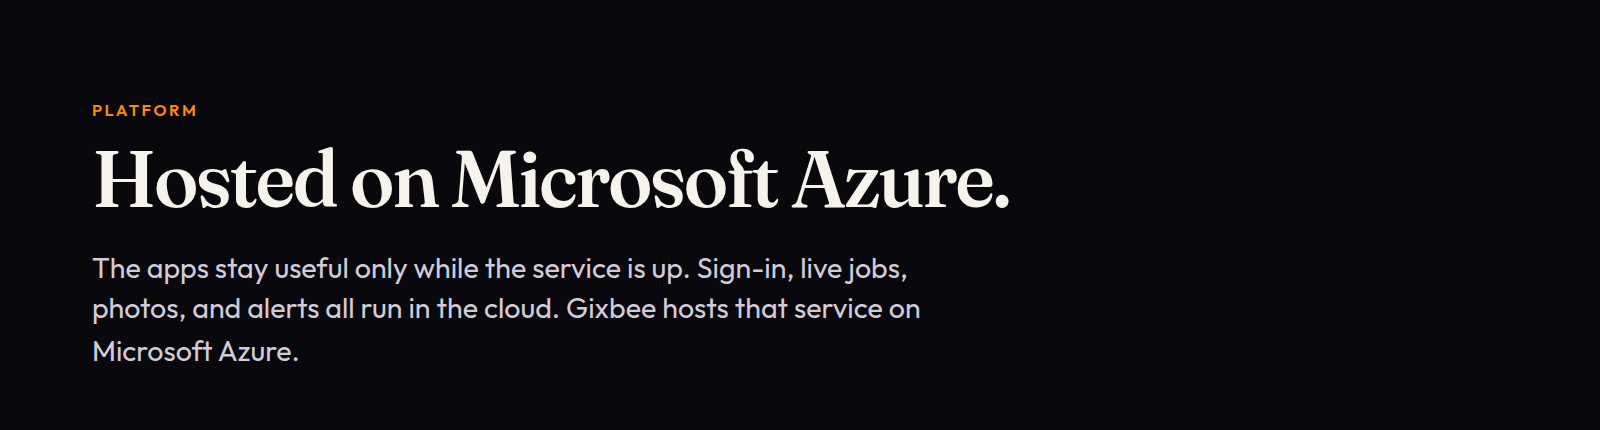 PLATFORM
Hosted on Microsoft Azure.
The apps stay useful only while the service is up. Sign-in, live jobs,
photos, and alerts all run in the cloud. Gixbee hosts that service on
Microsoft Azure.